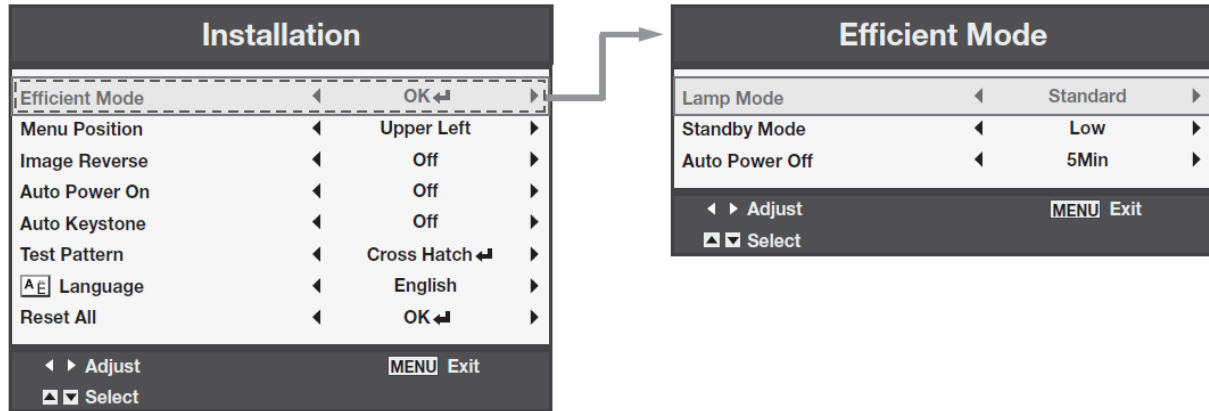 Installation
Efficient Mode ◀ OK↵ ▶
Menu Position ◀ Upper Left ▶
Image Reverse ◀ Off ▶
Auto Power On ◀ Off ▶
Auto Keystone ◀ Off ▶
Test Pattern ◀ Cross Hatch↵ ▶
AË Language ◀ English ▶
Reset All ◀ OK↵ ▶
◀ ▶ Adjust MENU Exit
▲ ▼ Select
Efficient Mode
Lamp Mode ◀ Standard ▶
Standby Mode ◀ Low ▶
Auto Power Off ◀ 5Min ▶
◀ ▶ Adjust MENU Exit
▲ ▼ Select